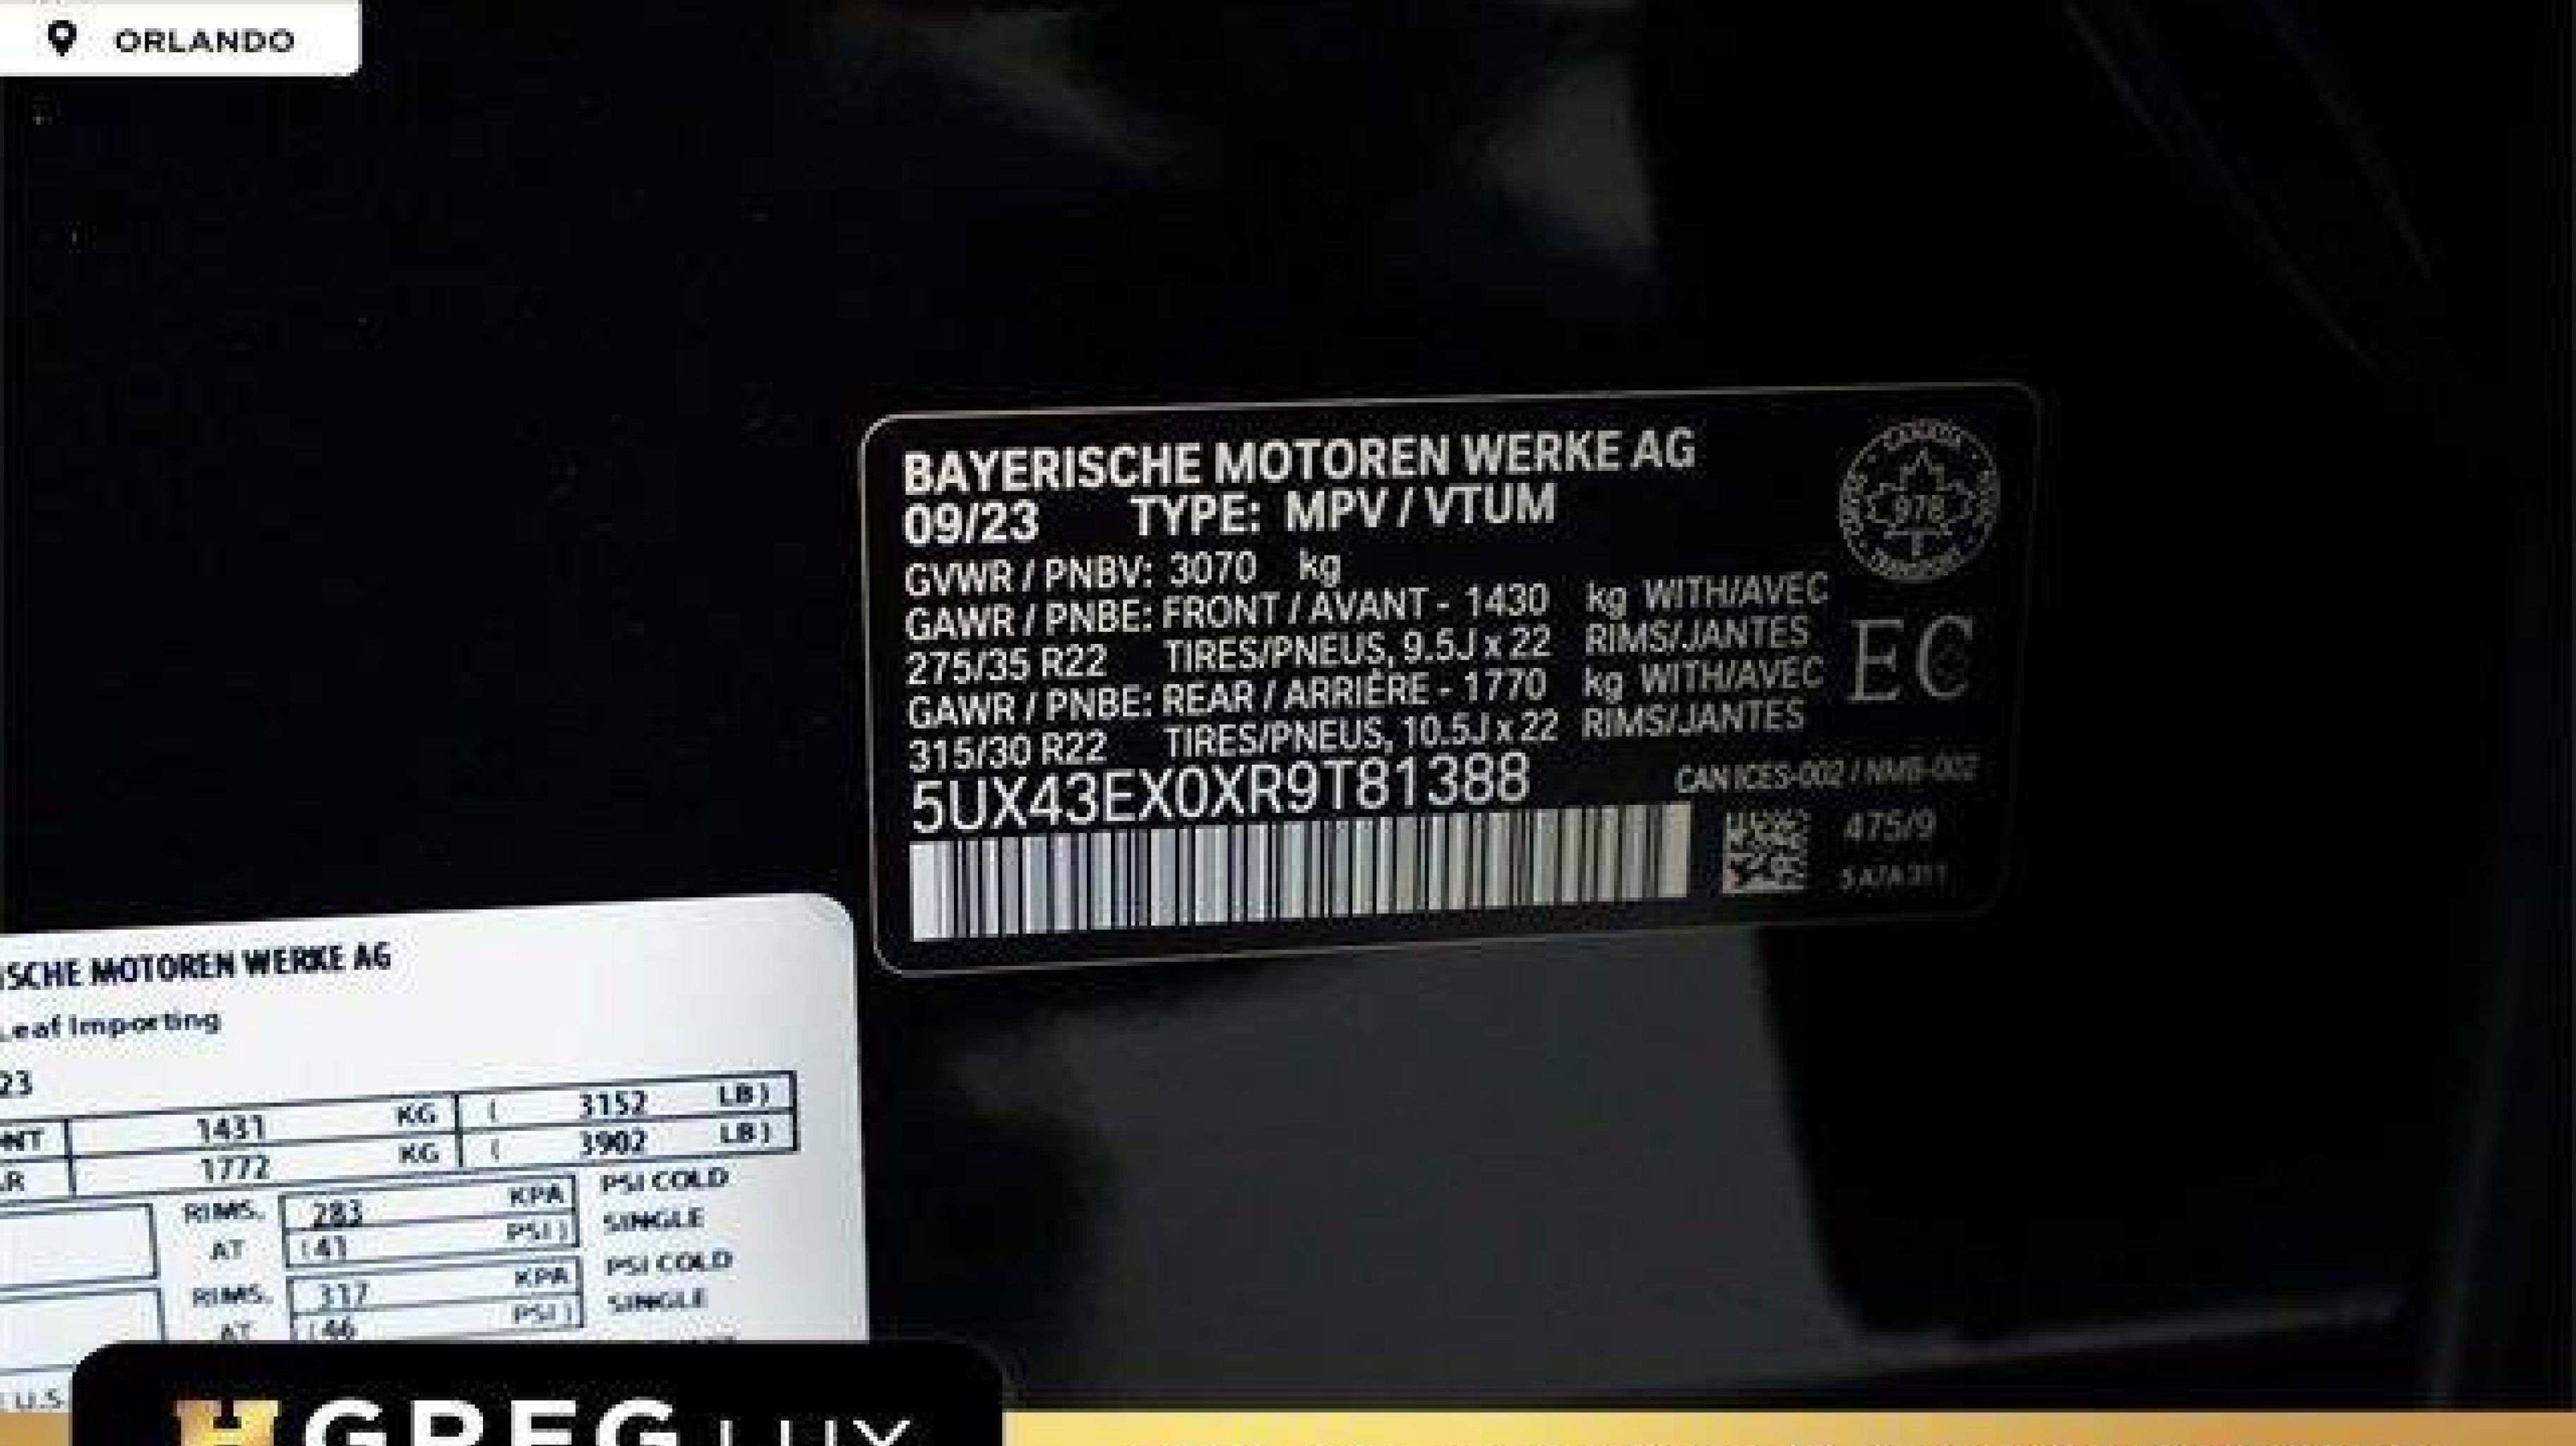 ORLANDO
BAYERISCHE MOTOREN WERKE AG
09/23 TYPE: MPV / VTUM
GVWR / PNBV: 3070 kg
GAWR / PNBE: FRONT / AVANT - 1430 kg WITH/AVEC
275/35 R22 TIRES/PNEUS, 9.5J x 22 RIMS/JANTES
GAWR / PNBE: REAR / ARRIÈRE - 1770 kg WITH/AVEC
315/30 R22 TIRES/PNEUS, 10.5J x 22 RIMS/JANTES
5UX43EX0XR9T81388
CANADA
978
TRANSPORT
EC
CAN ICES-002 / NMB-002
475/9
ISCHE MOTOREN WERKE AG
Leaf Importing
23
NT 1431 KG ( 3152 LB)
AR 1772 KG ( 3902 LB)
RIMS. 283 KPA PSI COLD
AT (41 PSI) SINGLE
RIMS. 317 KPA PSI COLD
AT (46 PSI) SINGLE
U.S.
H GREG LUX